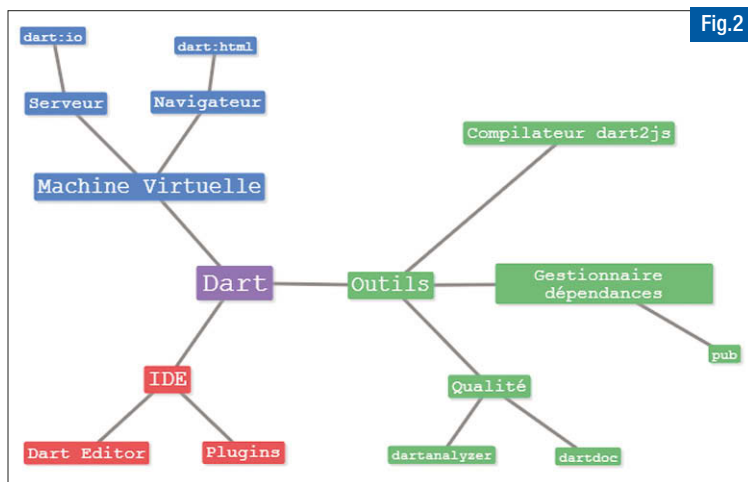 Fig.2
dart:io
dart:html
Serveur
Navigateur
Machine Virtuelle
Compilateur dart2js
Dart
Outils
Gestionnaire
dépendances
pub
IDE
Qualité
Dart Editor
Plugins
dartanalyzer
dartdoc